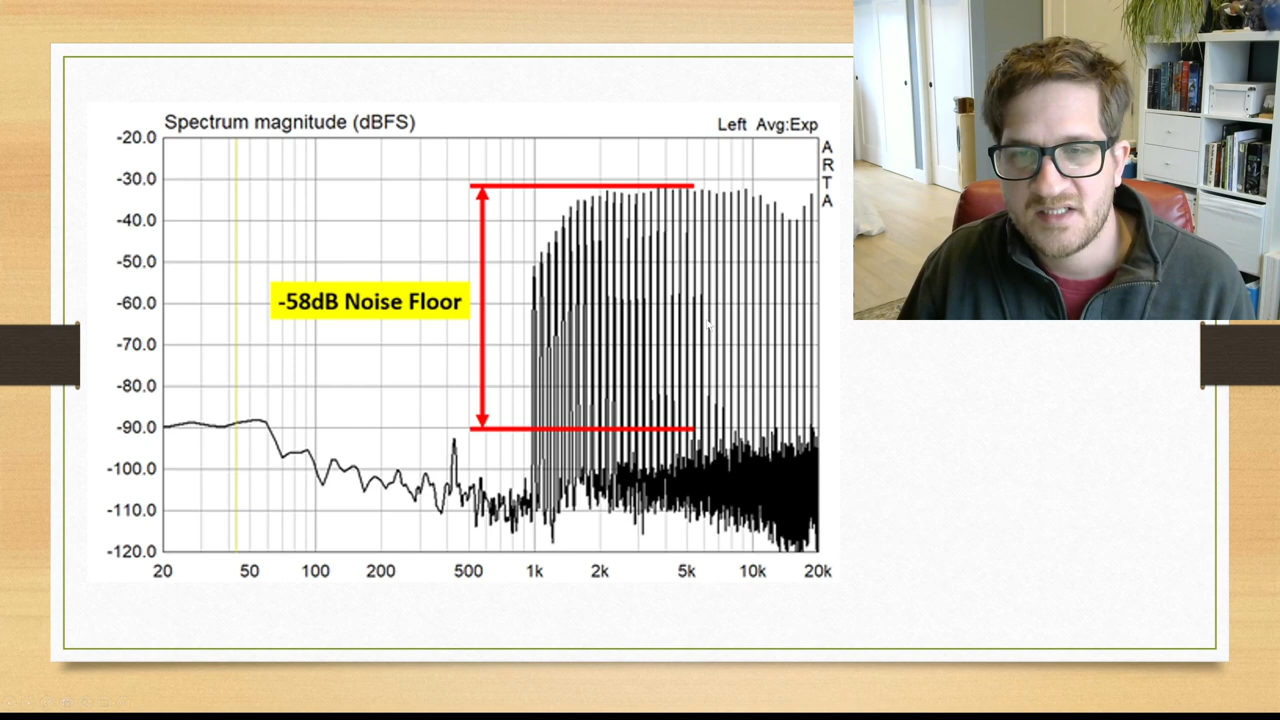 Spectrum magnitude (dBFS)
Left Avg:Exp
A
R
T
A
-20.0
-30.0
-40.0
-50.0
-60.0
-70.0
-80.0
-90.0
-100.0
-110.0
-120.0
-58dB Noise Floor
20 50 100 200 500 1k 2k 5k 10k 20k